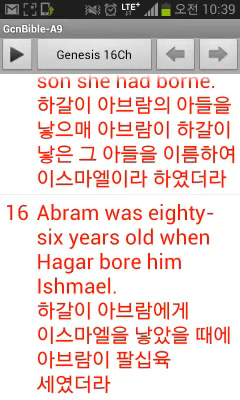 LTE 오전 10:39
GcnBible-A9
Genesis 16Ch
son she had borne.
하갈이 아브람의 아들을
낳으매 아브람이 하갈이
낳은 그 아들을 이름하여
이스마엘이라 하였더라
16 Abram was eighty-
six years old when
Hagar bore him
Ishmael.
하갈이 아브람에게
이스마엘을 낳았을 때에
아브람이 팔십육
세였더라